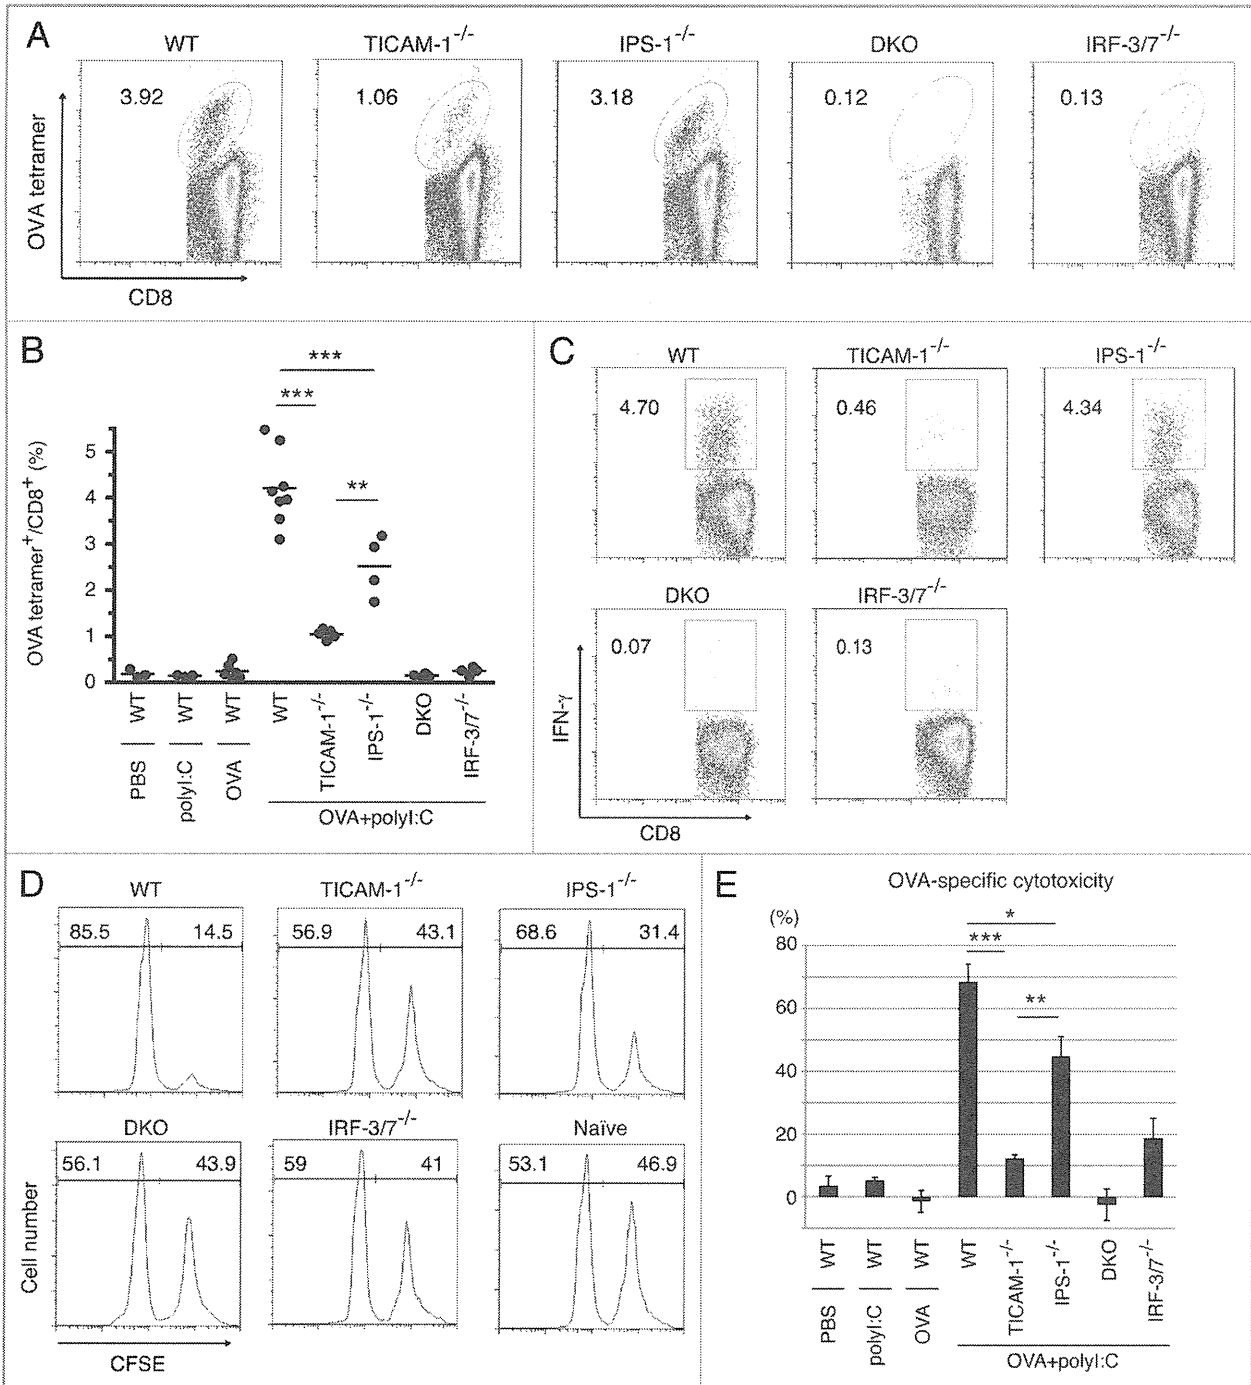 A
WT
TICAM-1-/-
IPS-1-/-
DKO
IRF-3/7-/-
3.92
1.06
3.18
0.12
0.13
OVA tetramer
CD8
B
***
***
**
OVA tetramer+/CD8+ (%)
5
4
3
2
1
0
WT
WT
WT
WT
TICAM-1-/-
IPS-1-/-
DKO
IRF-3/7-/-
PBS
polyI:C
OVA
OVA+polyI:C
C
WT
TICAM-1-/-
IPS-1-/-
4.70
0.46
4.34
DKO
IRF-3/7-/-
0.07
0.13
IFN-γ
CD8
D
WT
TICAM-1-/-
IPS-1-/-
85.5 14.5
56.9 43.1
68.6 31.4
DKO
IRF-3/7-/-
Naïve
56.1 43.9
59 41
53.1 46.9
Cell number
CFSE
E
OVA-specific cytotoxicity
(%)
*
***
**
80
60
40
20
0
WT
WT
WT
WT
TICAM-1-/-
IPS-1-/-
DKO
IRF-3/7-/-
PBS
polyI:C
OVA
OVA+polyI:C